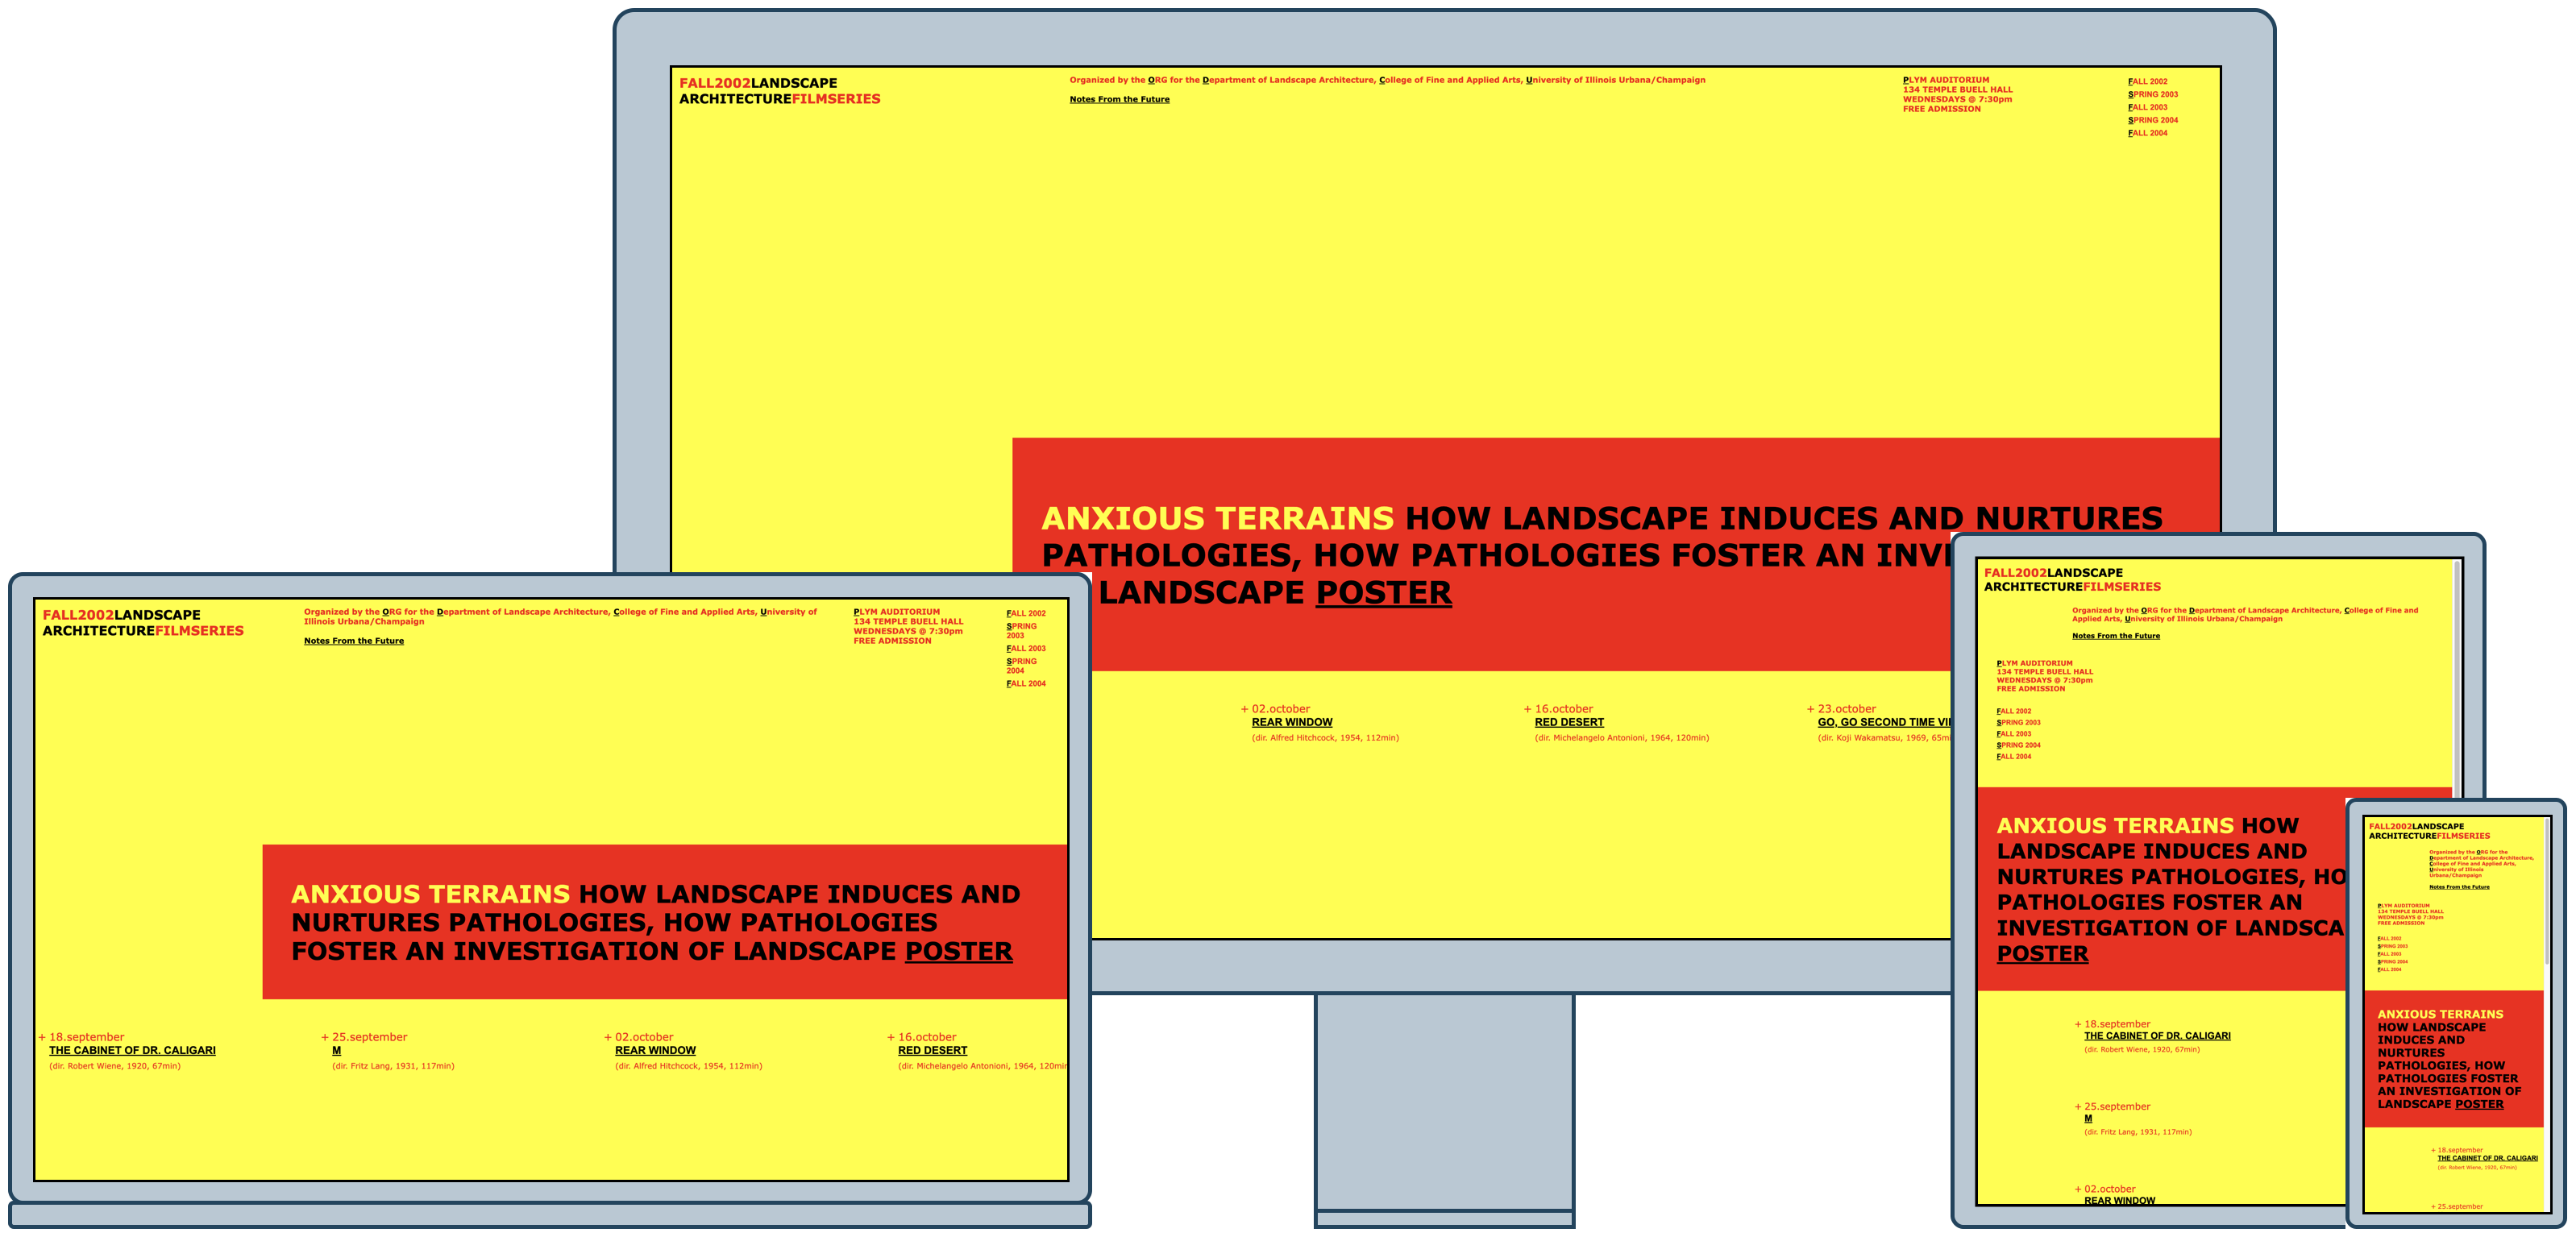 FALL2002LANDSCAPE
ARCHITECTUREFILMSERIES
Organized by the ORG for the Department of Landscape Architecture, College of Fine and Applied Arts, University of Illinois Urbana/Champaign
Notes From the Future
PLYM AUDITORIUM
134 TEMPLE BUELL HALL
WEDNESDAYS @ 7:30pm
FREE ADMISSION
FALL 2002
SPRING 2003
FALL 2003
SPRING 2004
FALL 2004
ANXIOUS TERRAINS HOW LANDSCAPE INDUCES AND NURTURES
PATHOLOGIES, HOW PATHOLOGIES FOSTER AN
LANDSCAPE POSTER
+ 02.october
REAR WINDOW
(dir. Alfred Hitchcock, 1954, 112min)
+ 16.october
RED DESERT
(dir. Michelangelo Antonioni, 1964, 120min)
+ 23.october
GO, GO SECOND TIME
(dir. Koji Wakamatsu, 1969,
FALL2002LANDSCAPE
ARCHITECTUREFILMSERIES
Organized by the ORG for the Department of Landscape Architecture, College of Fine and Applied Arts, University of
Illinois Urbana/Champaign
Notes From the Future
PLYM AUDITORIUM
134 TEMPLE BUELL HALL
WEDNESDAYS @ 7:30pm
FREE ADMISSION
FALL 2002
SPRING
2003
FALL 2003
SPRING
2004
FALL 2004
ANXIOUS TERRAINS HOW LANDSCAPE INDUCES AND
NURTURES PATHOLOGIES, HOW PATHOLOGIES
FOSTER AN INVESTIGATION OF LANDSCAPE POSTER
+ 18.september
THE CABINET OF DR. CALIGARI
(dir. Robert Wiene, 1920, 67min)
+ 25.september
M
(dir. Fritz Lang, 1931, 117min)
+ 02.october
REAR WINDOW
(dir. Alfred Hitchcock, 1954, 112min)
+ 16.october
RED DESERT
(dir. Michelangelo Antonioni, 1964, 120min
FALL2002LANDSCAPE
ARCHITECTUREFILMSERIES
Organized by the ORG for the Department of Landscape Architecture, College of Fine and
Applied Arts, University of Illinois Urbana/Champaign
Notes From the Future
PLYM AUDITORIUM
134 TEMPLE BUELL HALL
WEDNESDAYS @ 7:30pm
FREE ADMISSION
FALL 2002
SPRING 2003
FALL 2003
SPRING 2004
FALL 2004
ANXIOUS TERRAINS HOW
LANDSCAPE INDUCES AND
NURTURES PATHOLOGIES,
PATHOLOGIES FOSTER AN
INVESTIGATION OF
POSTER
+ 18.september
THE CABINET OF DR. CALIGARI
(dir. Robert Wiene, 1920, 67min)
+ 25.september
M
(dir. Fritz Lang, 1931, 117min)
+ 02.october
REAR WINDOW
FALL2002LANDSCAPE
ARCHITECTUREFILMSERIES
Organized by the ORG for the
Department of Landscape Architecture,
College of Fine and Applied Arts,
University of Illinois
Urbana/Champaign
Notes From the Future
PLYM AUDITORIUM
134 TEMPLE BUELL HALL
WEDNESDAYS @ 7:30pm
FREE ADMISSION
FALL 2002
SPRING 2003
FALL 2003
SPRING 2004
FALL 2004
ANXIOUS TERRAINS
HOW LANDSCAPE
INDUCES AND
NURTURES
PATHOLOGIES, HOW
PATHOLOGIES FOSTER
AN INVESTIGATION OF
LANDSCAPE POSTER
+ 18.september
THE CABINET OF DR. CALIGARI
(dir. Robert Wiene, 1920, 67min)
+ 25.september